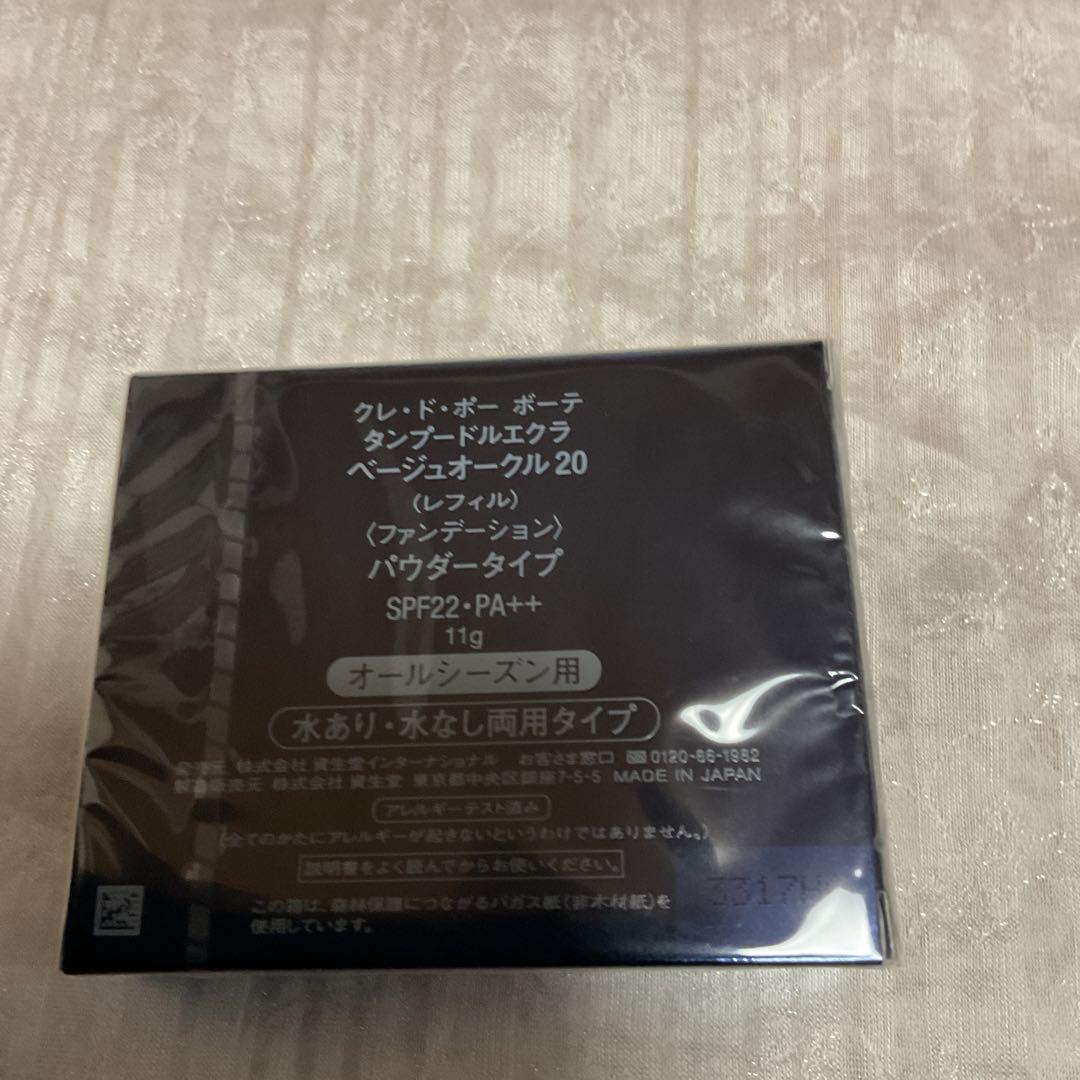 クレ・ド・ポー ボーテ
タンプードルエクラ
ベージュオークル20
(レフィル)
〈ファンデーション〉
パウダータイプ
SPF22・PA++
11g
オールシーズン用
水あり・水なし両用タイプ
株式会社 資生堂インターナショナル お客さま窓口 0120-86-1982
製造販売元 株式会社 資生堂 東京都中央区銀座7-5-5 MADE IN JAPAN
アレルギーテスト済み
(全てのかたにアレルギーが起きないというわけではありません。)
説明書をよく読んでからお使いください。
この箱は、森林保護につながるバガス紙(非木材紙)を
使用しています。
3317H